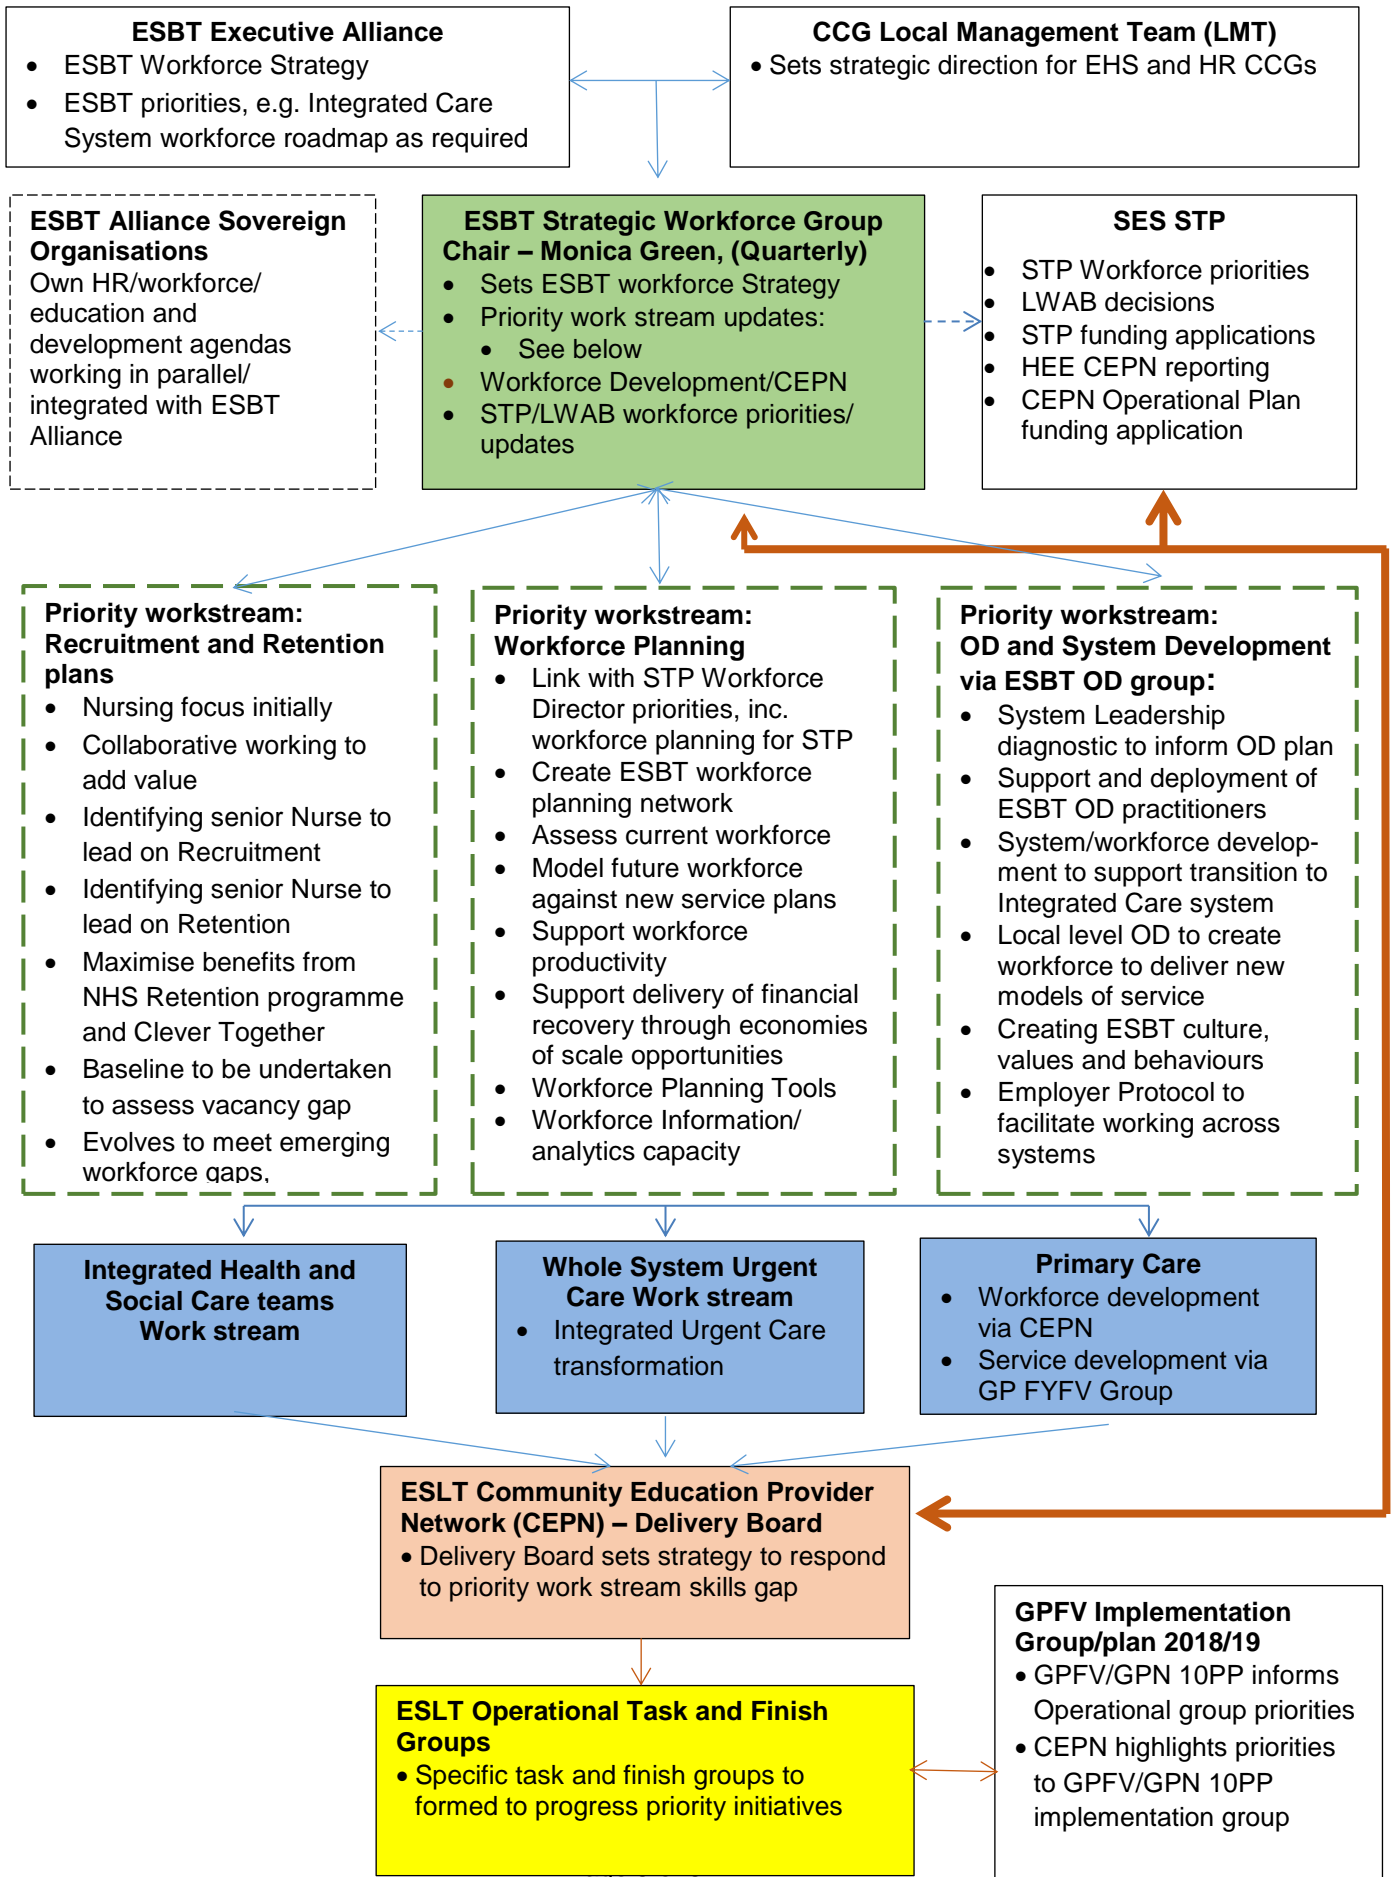 ESBT Executive Alliance
• ESBT Workforce Strategy
• ESBT priorities, e.g. Integrated Care
System workforce roadmap as required
CCG Local Management Team (LMT)
• Sets strategic direction for EHS and HR CCGs
ESBT Alliance Sovereign
Organisations
Own HR/workforce/
education and
development agendas
working in parallel/
integrated with ESBT
Alliance
ESBT Strategic Workforce Group
Chair – Monica Green, (Quarterly)
• Sets ESBT workforce Strategy
• Priority work stream updates:
• See below
• Workforce Development/CEPN
• STP/LWAB workforce priorities/
updates
SES STP
• STP Workforce priorities
• LWAB decisions
• STP funding applications
• HEE CEPN reporting
• CEPN Operational Plan
funding application
Priority workstream:
Recruitment and Retention
plans
• Nursing focus initially
• Collaborative working to
add value
• Identifying senior Nurse to
lead on Recruitment
• Identifying senior Nurse to
lead on Retention
• Maximise benefits from
NHS Retention programme
and Clever Together
• Baseline to be undertaken
to assess vacancy gap
• Evolves to meet emerging
workforce gaps,
Priority workstream:
Workforce Planning
• Link with STP Workforce
Director priorities, inc.
workforce planning for STP
• Create ESBT workforce
planning network
• Assess current workforce
• Model future workforce
against new service plans
• Support workforce
productivity
• Support delivery of financial
recovery through economies
of scale opportunities
• Workforce Planning Tools
• Workforce Information/
analytics capacity
Priority workstream:
OD and System Development
via ESBT OD group:
• System Leadership
diagnostic to inform OD plan
• Support and deployment of
ESBT OD practitioners
• System/workforce develop-
ment to support transition to
Integrated Care system
• Local level OD to create
workforce to deliver new
models of service
• Creating ESBT culture,
values and behaviours
• Employer Protocol to
facilitate working across
systems
Integrated Health and
Social Care teams
Work stream
Whole System Urgent
Care Work stream
• Integrated Urgent Care
transformation
Primary Care
• Workforce development
via CEPN
• Service development via
GP FYFV Group
ESLT Community Education Provider
Network (CEPN) – Delivery Board
• Delivery Board sets strategy to respond
to priority work stream skills gap
GPFV Implementation
Group/plan 2018/19
• GPFV/GPN 10PP informs
Operational group priorities
• CEPN highlights priorities
to GPFV/GPN 10PP
implementation group
ESLT Operational Task and Finish
Groups
• Specific task and finish groups to
formed to progress priority initiatives